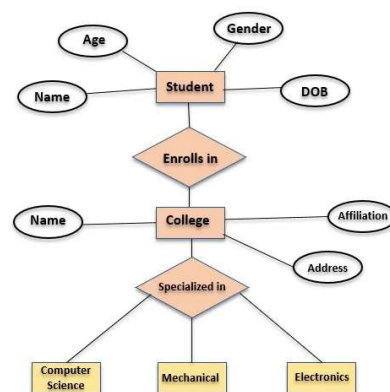 Gender
Age
Student
Name
DOB
Enrolls in
Name
College
Affiliation
Address
Specialized in
Computer
Science
Mechanical
Electronics